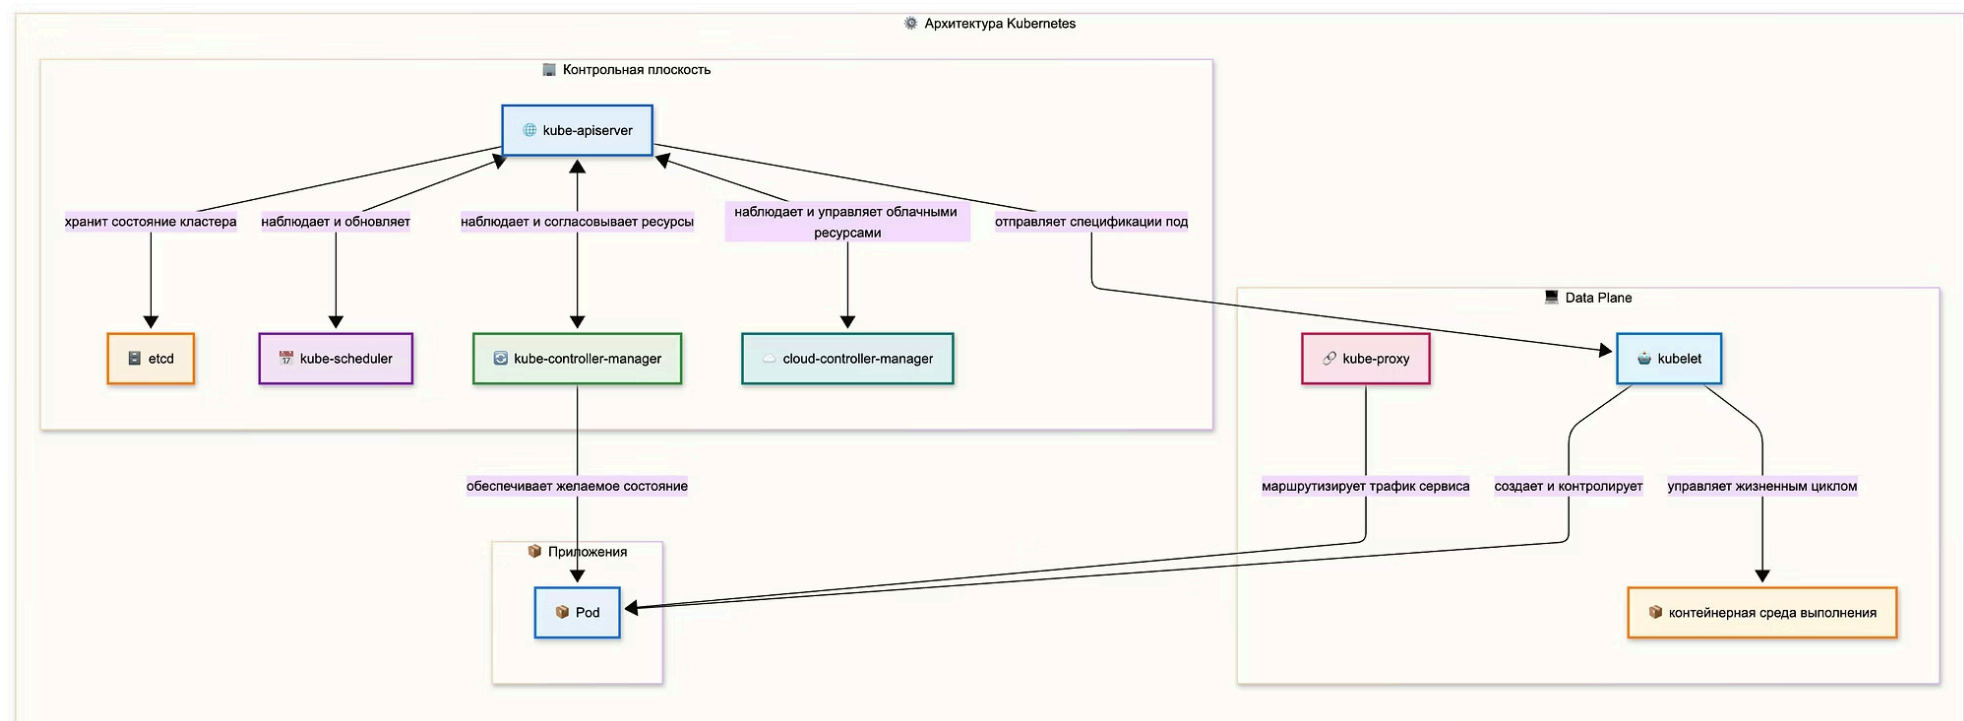 Архитектура Kubernetes
Контрольная плоскость
kube-apiserver
хранит состояние кластера
наблюдает и обновляет
наблюдает и согласовывает ресурсы
наблюдает и управляет облачными
ресурсами
отправляет спецификации под
etcd
kube-scheduler
kube-controller-manager
cloud-controller-manager
Data Plane
kube-proxy
kubelet
обеспечивает желаемое состояние
маршрутизирует трафик сервиса
создает и контролирует
управляет жизненным циклом
Приложения
Pod
контейнерная среда выполнения